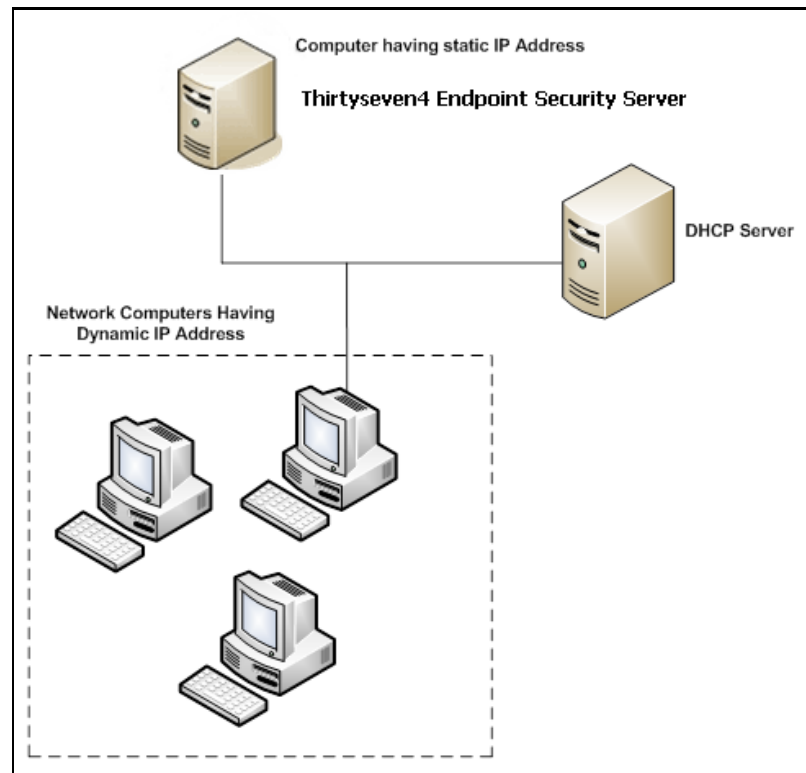 Computer having static IP Address
Thirtyseven4 Endpoint Security Server
DHCP Server
Network Computers Having
Dynamic IP Address